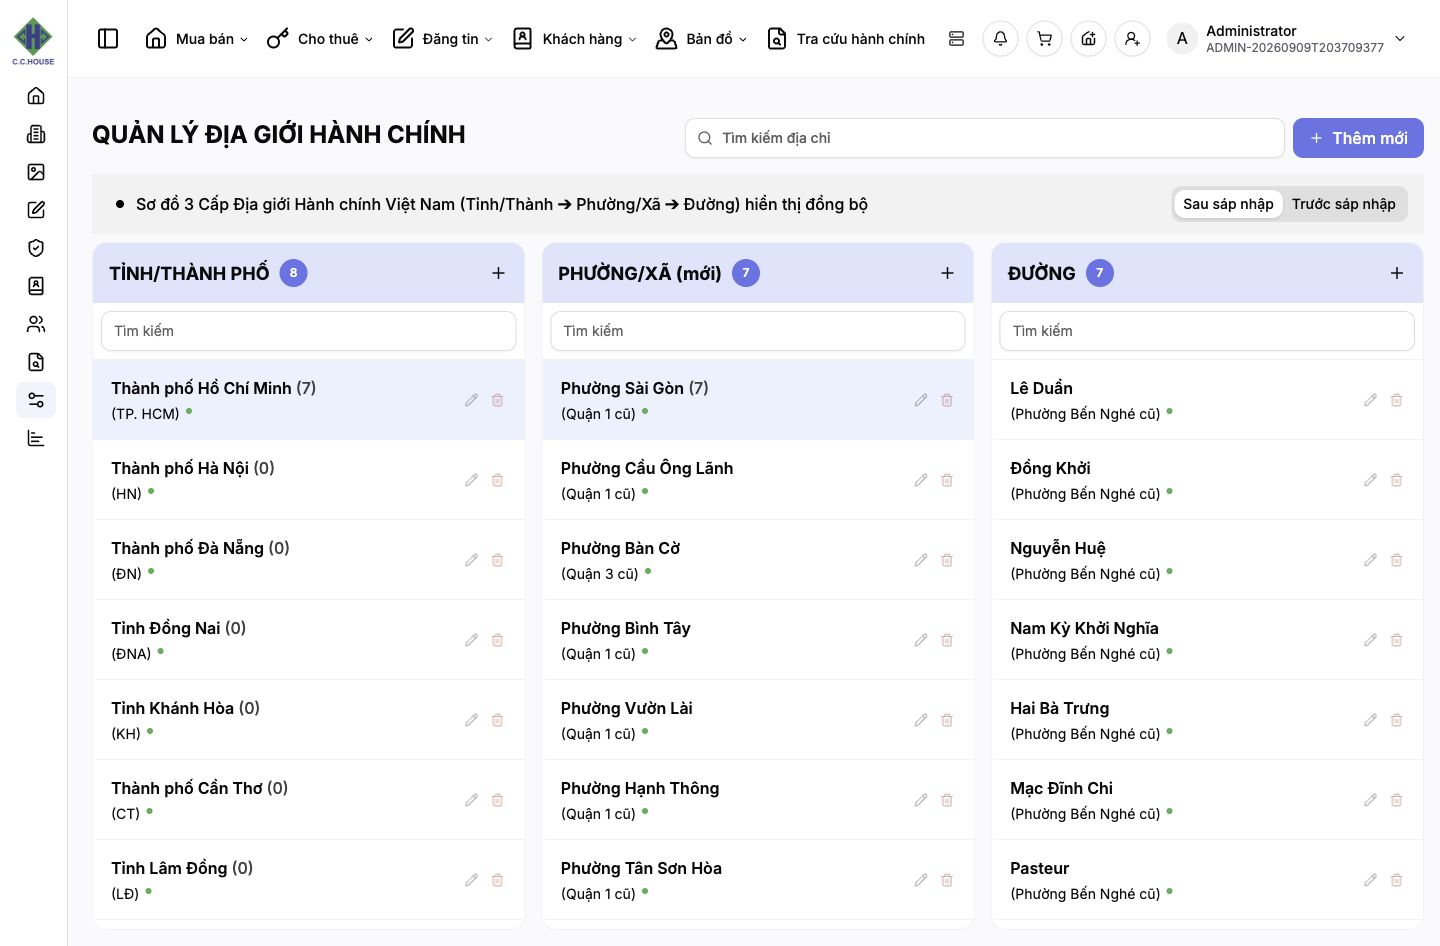 C.C.HOUSE
Mua bán
Cho thuê
Đăng tin
Khách hàng
Bản đồ
Tra cứu hành chính
A
Administrator
ADMIN-20260909T203709377
QUẢN LÝ ĐỊA GIỚI HÀNH CHÍNH
Tìm kiếm địa chỉ
+ Thêm mới
• Sơ đồ 3 Cấp Địa giới Hành chính Việt Nam (Tỉnh/Thành ➔ Phường/Xã ➔ Đường) hiển thị đồng bộ
Sau sáp nhập
Trước sáp nhập
TỈNH/THÀNH PHỐ 8
Tìm kiếm
Thành phố Hồ Chí Minh (7)
(TP. HCM)
Thành phố Hà Nội (0)
(HN)
Thành phố Đà Nẵng (0)
(ĐN)
Tỉnh Đồng Nai (0)
(ĐNA)
Tỉnh Khánh Hòa (0)
(KH)
Thành phố Cần Thơ (0)
(CT)
Tỉnh Lâm Đồng (0)
(LĐ)
PHƯỜNG/XÃ (mới) 7
Tìm kiếm
Phường Sài Gòn (7)
(Quận 1 cũ)
Phường Cầu Ông Lãnh
(Quận 1 cũ)
Phường Bàn Cờ
(Quận 3 cũ)
Phường Bình Tây
(Quận 1 cũ)
Phường Vườn Lài
(Quận 1 cũ)
Phường Hạnh Thông
(Quận 1 cũ)
Phường Tân Sơn Hòa
(Quận 1 cũ)
ĐƯỜNG 7
Tìm kiếm
Lê Duẩn
(Phường Bến Nghé cũ)
Đồng Khởi
(Phường Bến Nghé cũ)
Nguyễn Huệ
(Phường Bến Nghé cũ)
Nam Kỳ Khởi Nghĩa
(Phường Bến Nghé cũ)
Hai Bà Trưng
(Phường Bến Nghé cũ)
Mạc Đĩnh Chi
(Phường Bến Nghé cũ)
Pasteur
(Phường Bến Nghé cũ)